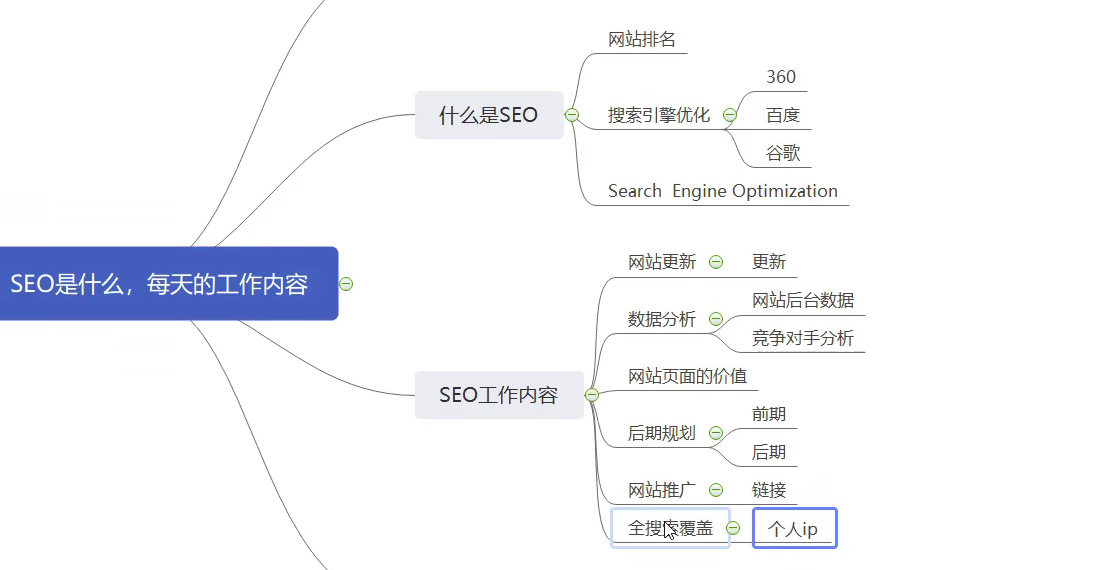 SEO是什么，每天的工作内容
什么是SEO
网站排名
搜索引擎优化
360
百度
谷歌
Search Engine Optimization
SEO工作内容
网站更新
更新
数据分析
网站后台数据
竞争对手分析
网站页面的价值
后期规划
前期
后期
网站推广
链接
全搜索覆盖
个人ip